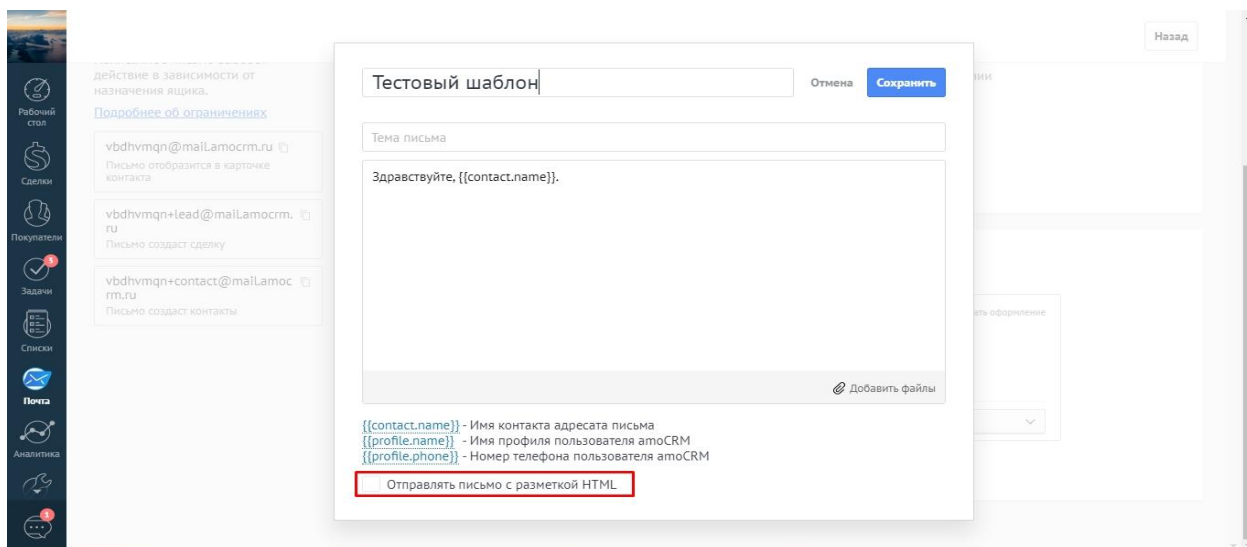 Назад
Рабочий
стол
Сделки
Покупатели
3
Задачи
Списки
Почта
Аналитика
1
действие в зависимости от
назначения ящика.
Подробнее об ограничениях
vbdhvmqn@mail.amocrm.ru
Письмо отобразится в карточке
контакта
vbdhvmqn+lead@mail.amocrm.
ru
Письмо создаст сделку
vbdhvmqn+contact@mail.amoc
rm.ru
Письмо создаст контакты
Тестовый шаблон
Отмена
Сохранить
Тема письма
Здравствуйте, {{contact.name}}.
Добавить файлы
{{contact.name}} - Имя контакта адресата письма
{{profile.name}} - Имя профиля пользователя amoCRM
{{profile.phone}} - Номер телефона пользователя amoCRM
Отправлять письмо с разметкой HTML
оформление